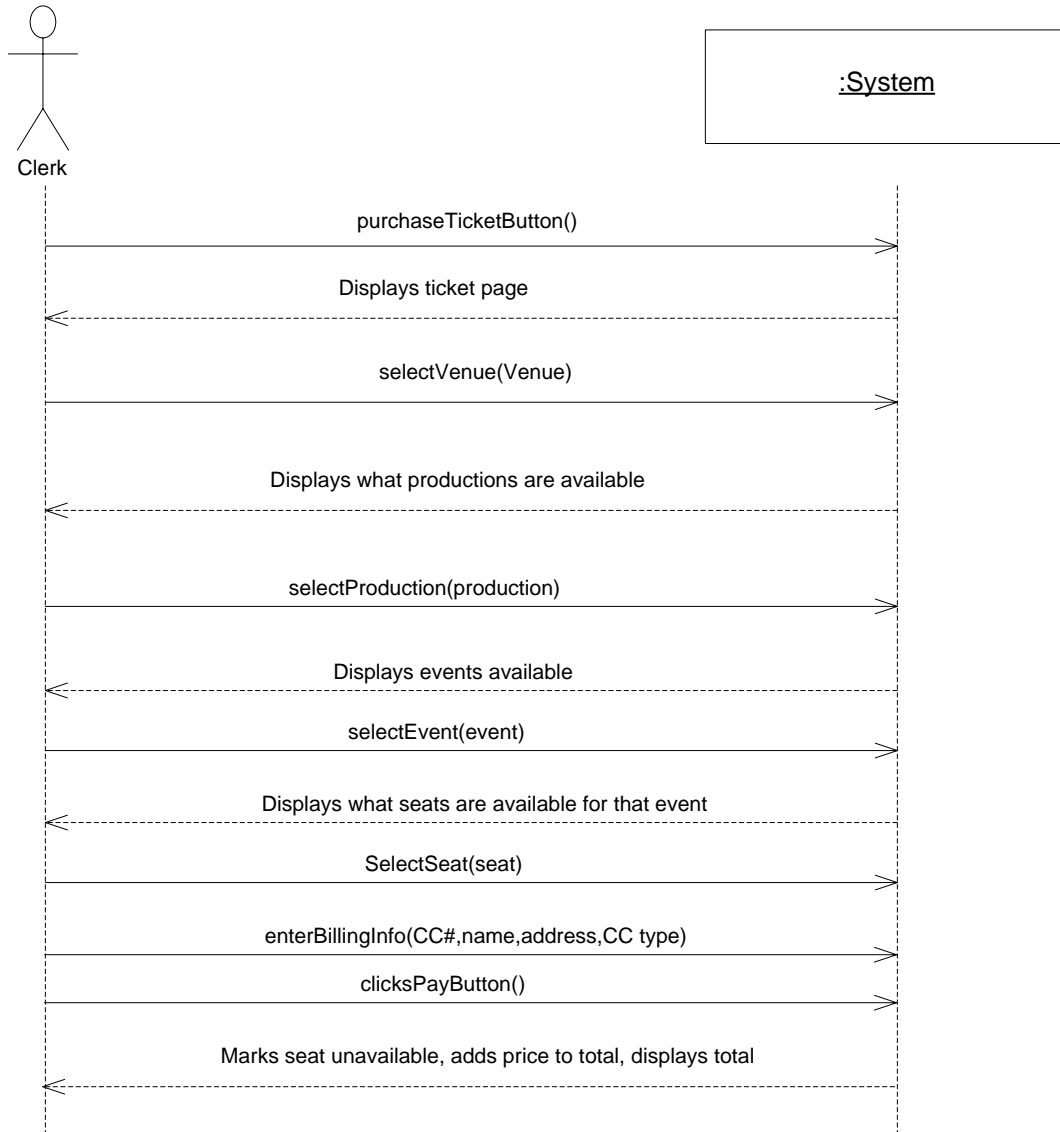 :System
Clerk
purchaseTicketButton()
Displays ticket page
selectVenue(Venue)
Displays what productions are available
selectProduction(production)
Displays events available
selectEvent(event)
Displays what seats are available for that event
SelectSeat(seat)
enterBillingInfo(CC#,name,address,CC type)
clicksPayButton()
Marks seat unavailable, adds price to total, displays total